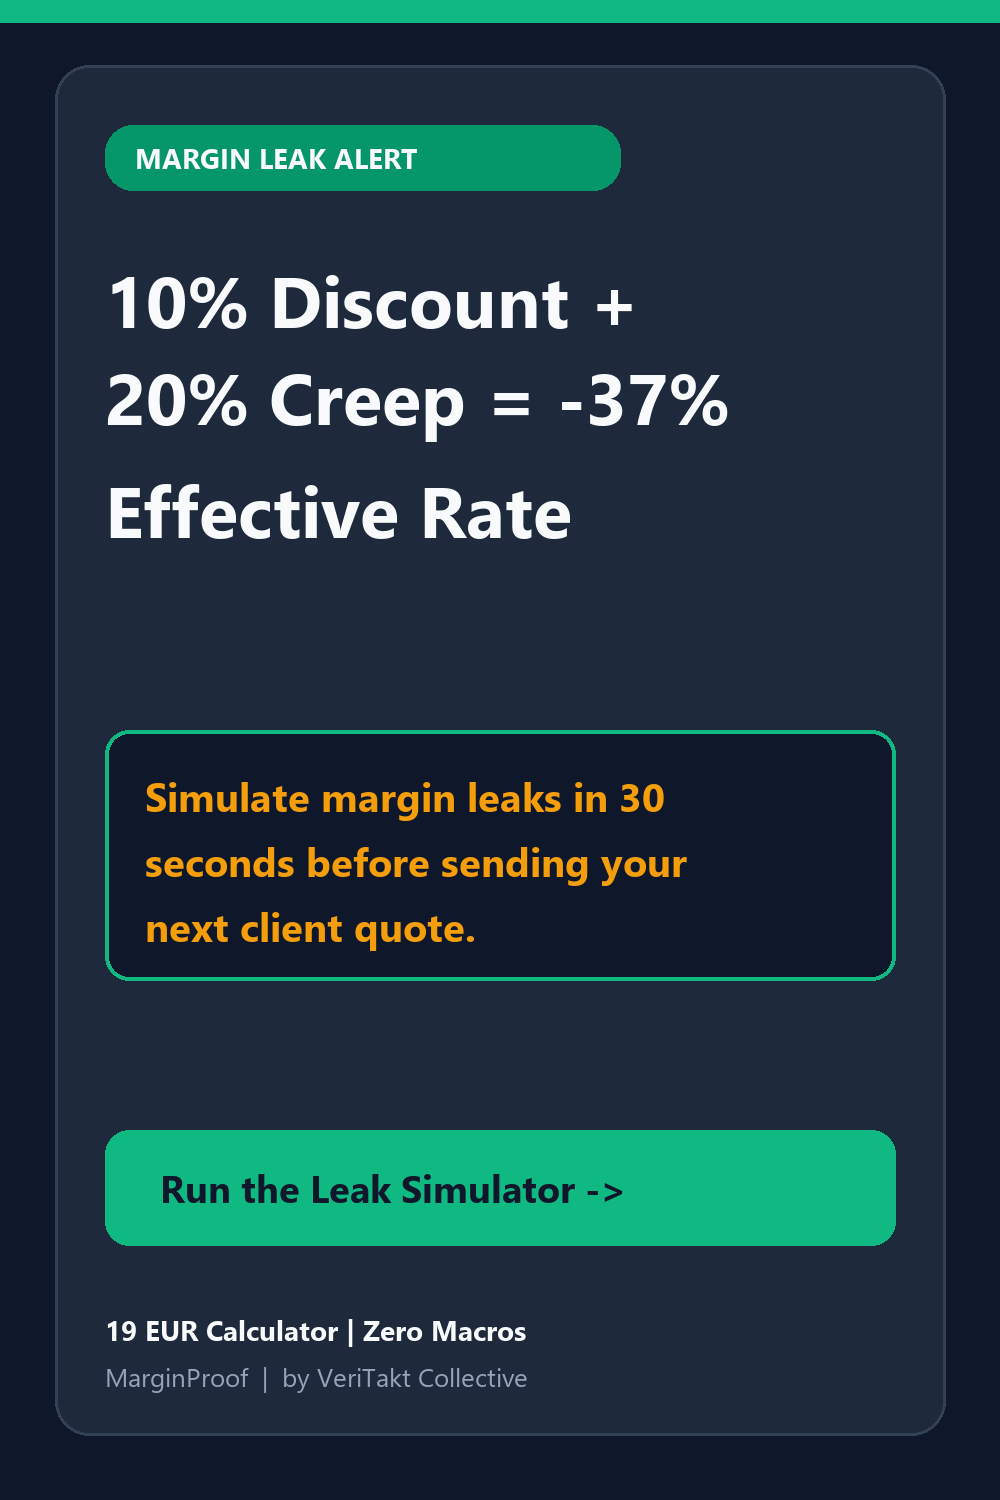 MARGIN LEAK ALERT
10% Discount +
20% Creep = -37%
Effective Rate
Simulate margin leaks in 30
seconds before sending your
next client quote.
Run the Leak Simulator ->
19 EUR Calculator | Zero Macros
MarginProof | by VeriTakt Collective